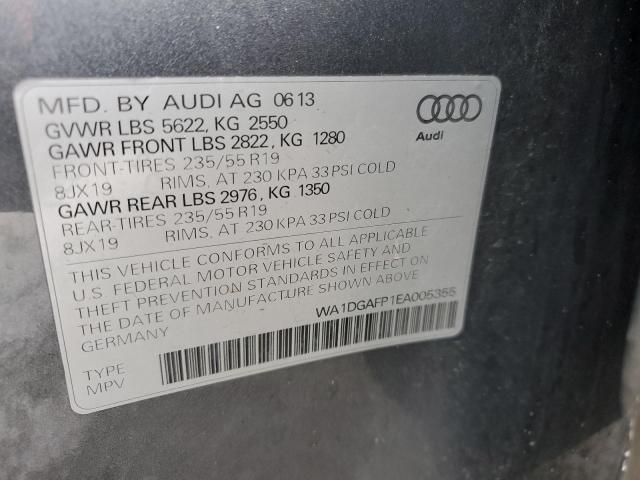 MFD. BY AUDI AG 0613
GVWR LBS 5622, KG 2550
GAWR FRONT LBS 2822, KG 1280
FRONT-TIRES 235/55 R19
8JX19 RIMS, AT 230 KPA 33 PSI COLD
GAWR REAR LBS 2976, KG 1350
REAR-TIRES 235/55 R19
8JX19 RIMS, AT 230 KPA 33 PSI COLD
Audi
THIS VEHICLE CONFORMS TO ALL APPLICABLE
U.S. FEDERAL MOTOR VEHICLE SAFETY AND
THEFT PREVENTION STANDARDS IN EFFECT ON
THE DATE OF MANUFACTURE SHOWN ABOVE
GERMANY
WA1DGAFP1EA005355
TYPE
MPV